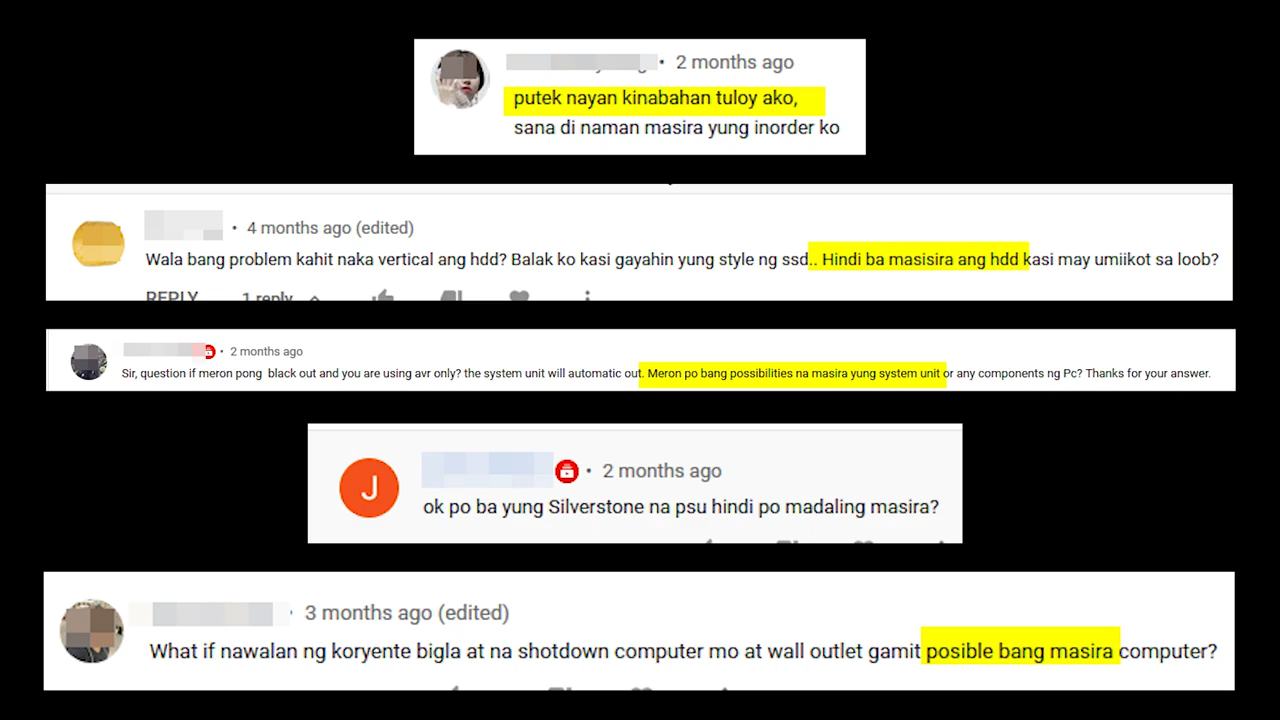 • 2 months ago
putek nayan kinabahan tuloy ako,
sana di naman masira yung inorder ko
• 4 months ago (edited)
Wala bang problem kahit naka vertical ang hdd? Balak ko kasi gayahin yung style ng ssd.. Hindi ba masisira ang hdd kasi may umiikot sa loob?
REPLY 1 reply
• 2 months ago
Sir, question if meron pong black out and you are using avr only? the system unit will automatic out. Meron po bang possibilities na masira yung system unit or any components ng Pc? Thanks for your answer.
J
• 2 months ago
ok po ba yung Silverstone na psu hindi po madaling masira?
• 3 months ago (edited)
What if nawalan ng koryente bigla at na shotdown computer mo at wall outlet gamit posible bang masira computer?